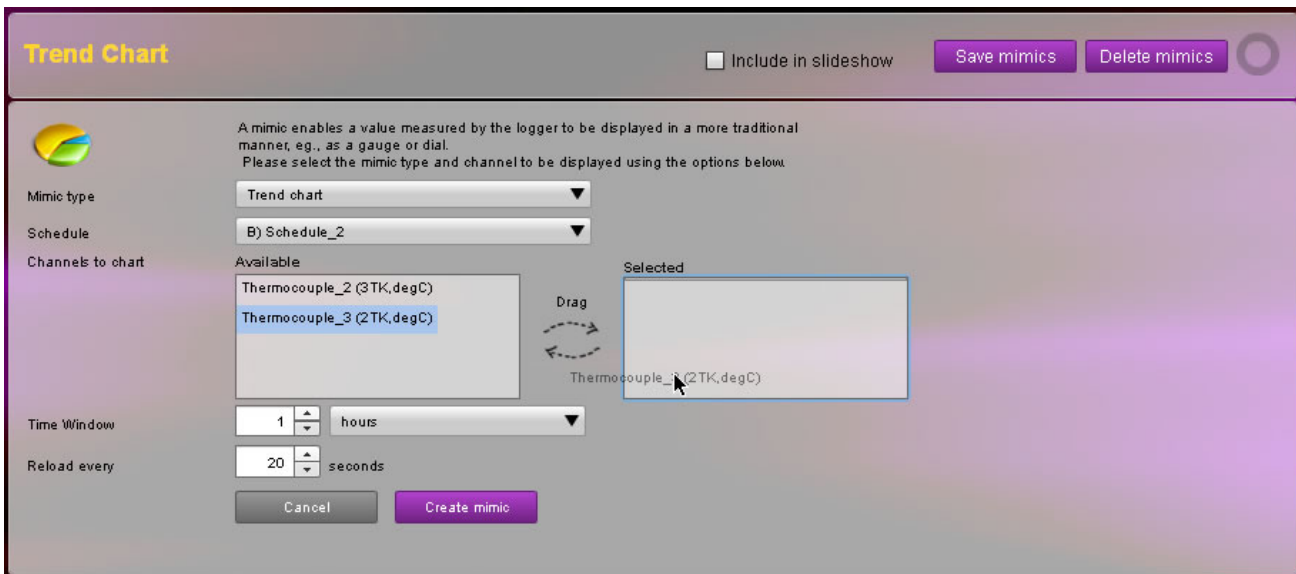 Trend Chart
Include in slideshow
Save mimics
Delete mimics
A mimic enables a value measured by the logger to be displayed in a more traditional
manner, eg., as a gauge or dial.
Please select the mimic type and channel to be displayed using the options below.
Mimic type
Trend chart
Schedule
B) Schedule_2
Channels to chart
Available
Selected
Thermocouple_2 (3TK,degC)
Thermocouple_3 (2TK,degC)
Drag
(2TK,degC)
Time Window
1
hours
Reload every
20
seconds
Cancel
Create mimic